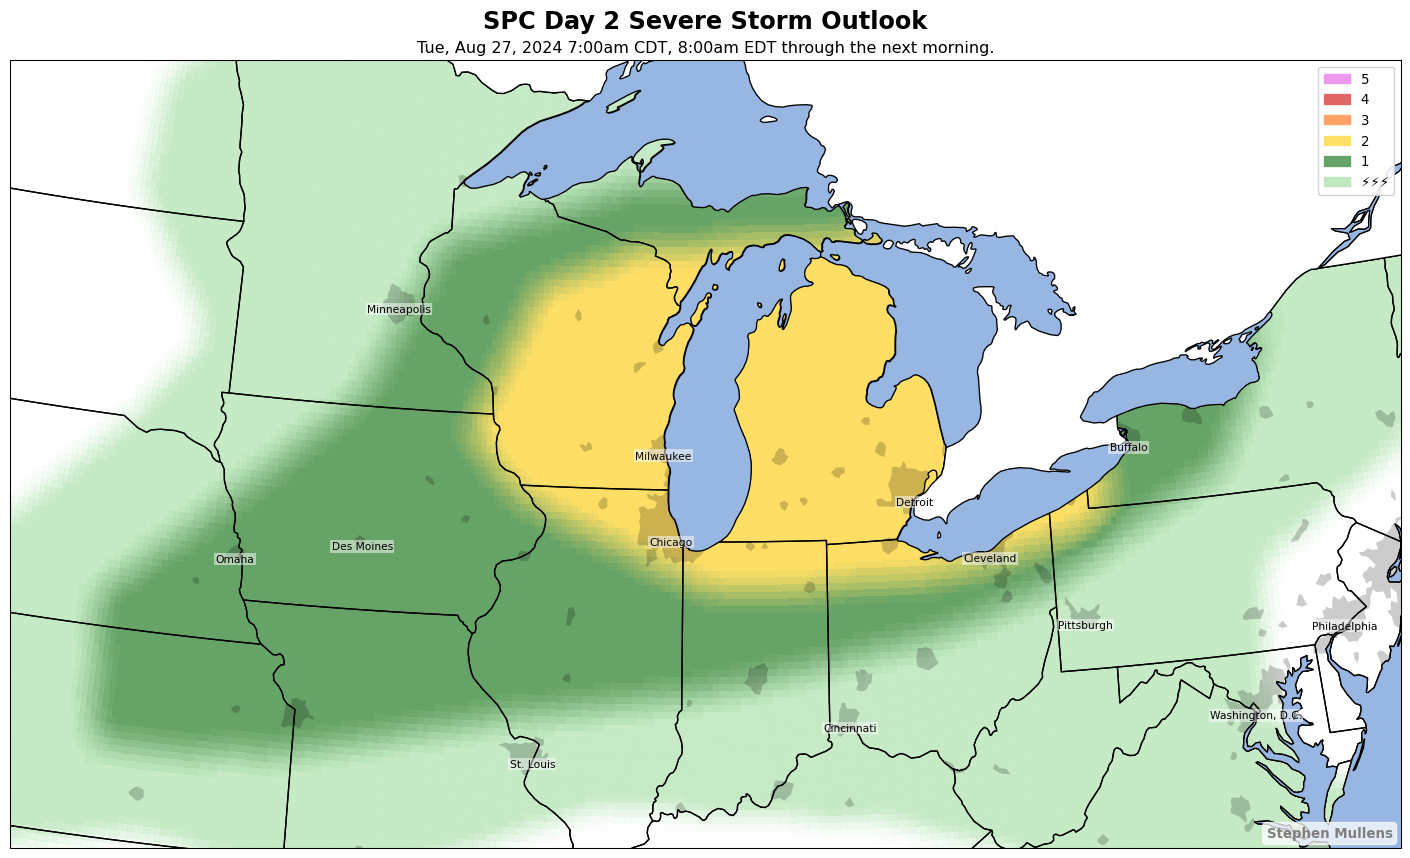 SPC Day 2 Severe Storm Outlook
Tue, Aug 27, 2024 7:00am CDT, 8:00am EDT through the next morning.
5
4
3
2
1
⚡⚡⚡
Minneapolis
Buffalo
Milwaukee
Detroit
Chicago
Des Moines
Omaha
Cleveland
Pittsburgh
Philadelphia
Washington, D.C.
Cincinnati
St. Louis
Stephen Mullens